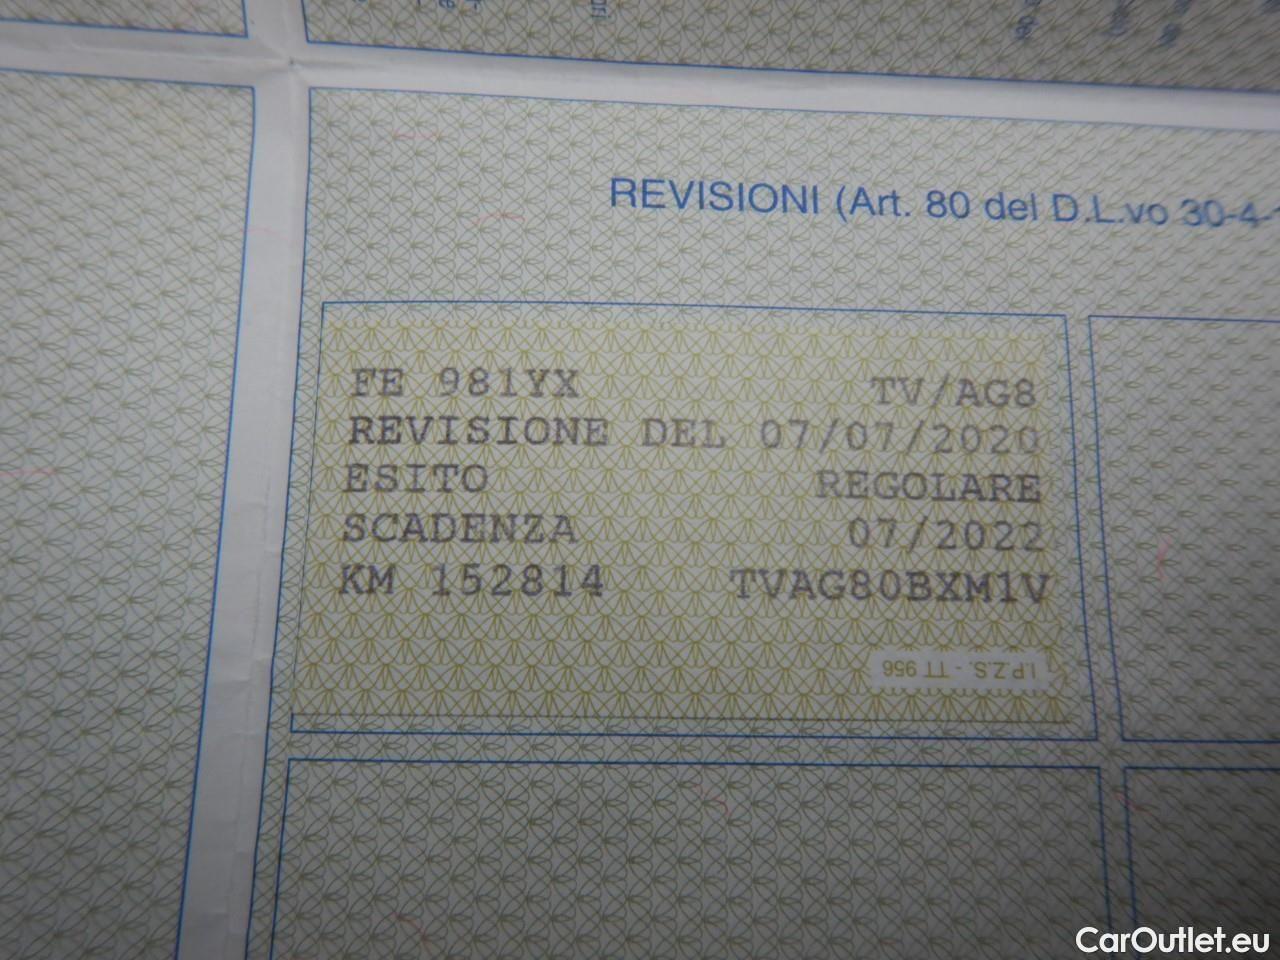 REVISIONI (Art. 80 del D.L.vo 30-4-
FE 981YX TV/AG8
REVISIONE DEL 07/07/2020
ESITO REGOLARE
SCADENZA 07/2022
KM 152814 TVAG80BXM1V
I.P.Z.S. - TT 956
CarOutlet.eu